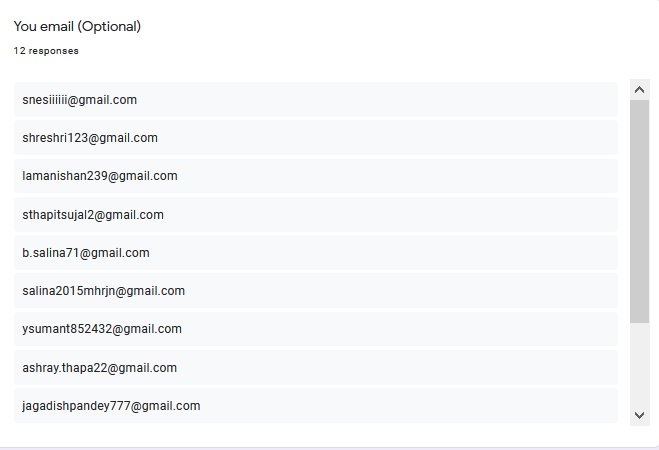 You email (Optional)
12 responses
snesiiiiii@gmail.com
shreshri123@gmail.com
lamanishan239@gmail.com
sthapitsujal2@gmail.com
b.salina71@gmail.com
salina2015mhrjn@gmail.com
ysumant852432@gmail.com
ashray.thapa22@gmail.com
jagadishpandey777@gmail.com